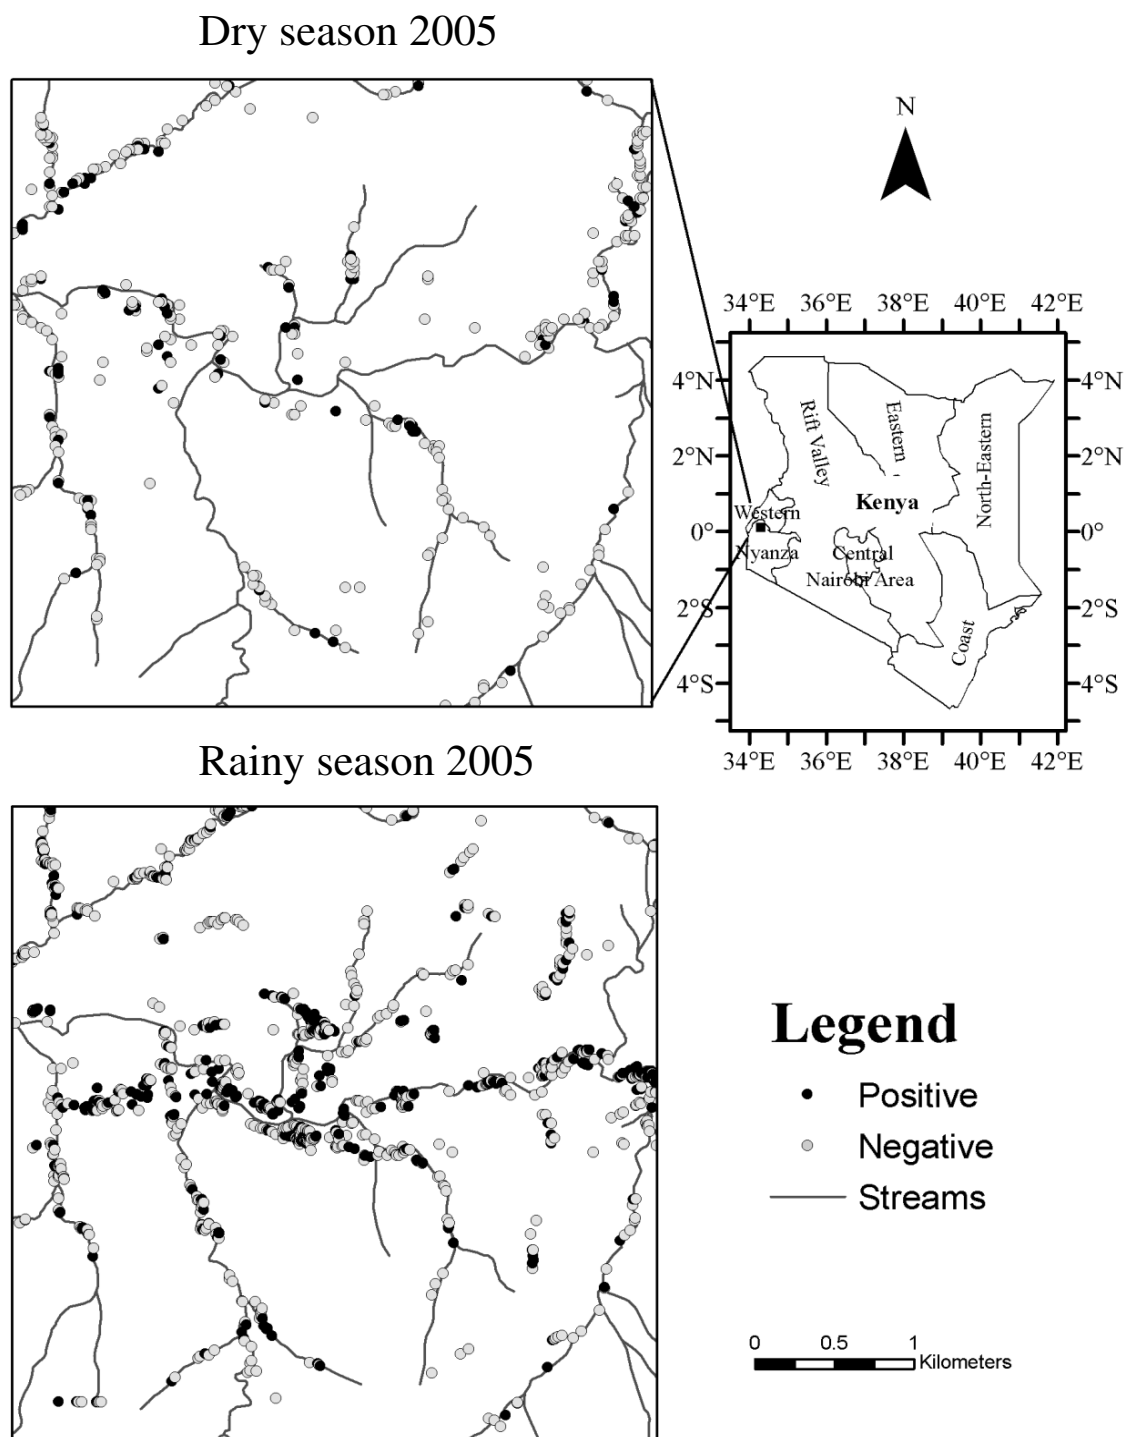 Dry season 2005
N
34°E 36°E 38°E 40°E 42°E
4°N 4°N
Rift Valley
Eastern
North-Eastern
2°N 2°N
Kenya
Western
0° 0°
Nyanza
Central
Nairobi Area
2°S 2°S
Coast
4°S 4°S
34°E 36°E 38°E 40°E 42°E
Rainy season 2005
Legend
Positive
Negative
Streams
0 0.5 1
Kilometers